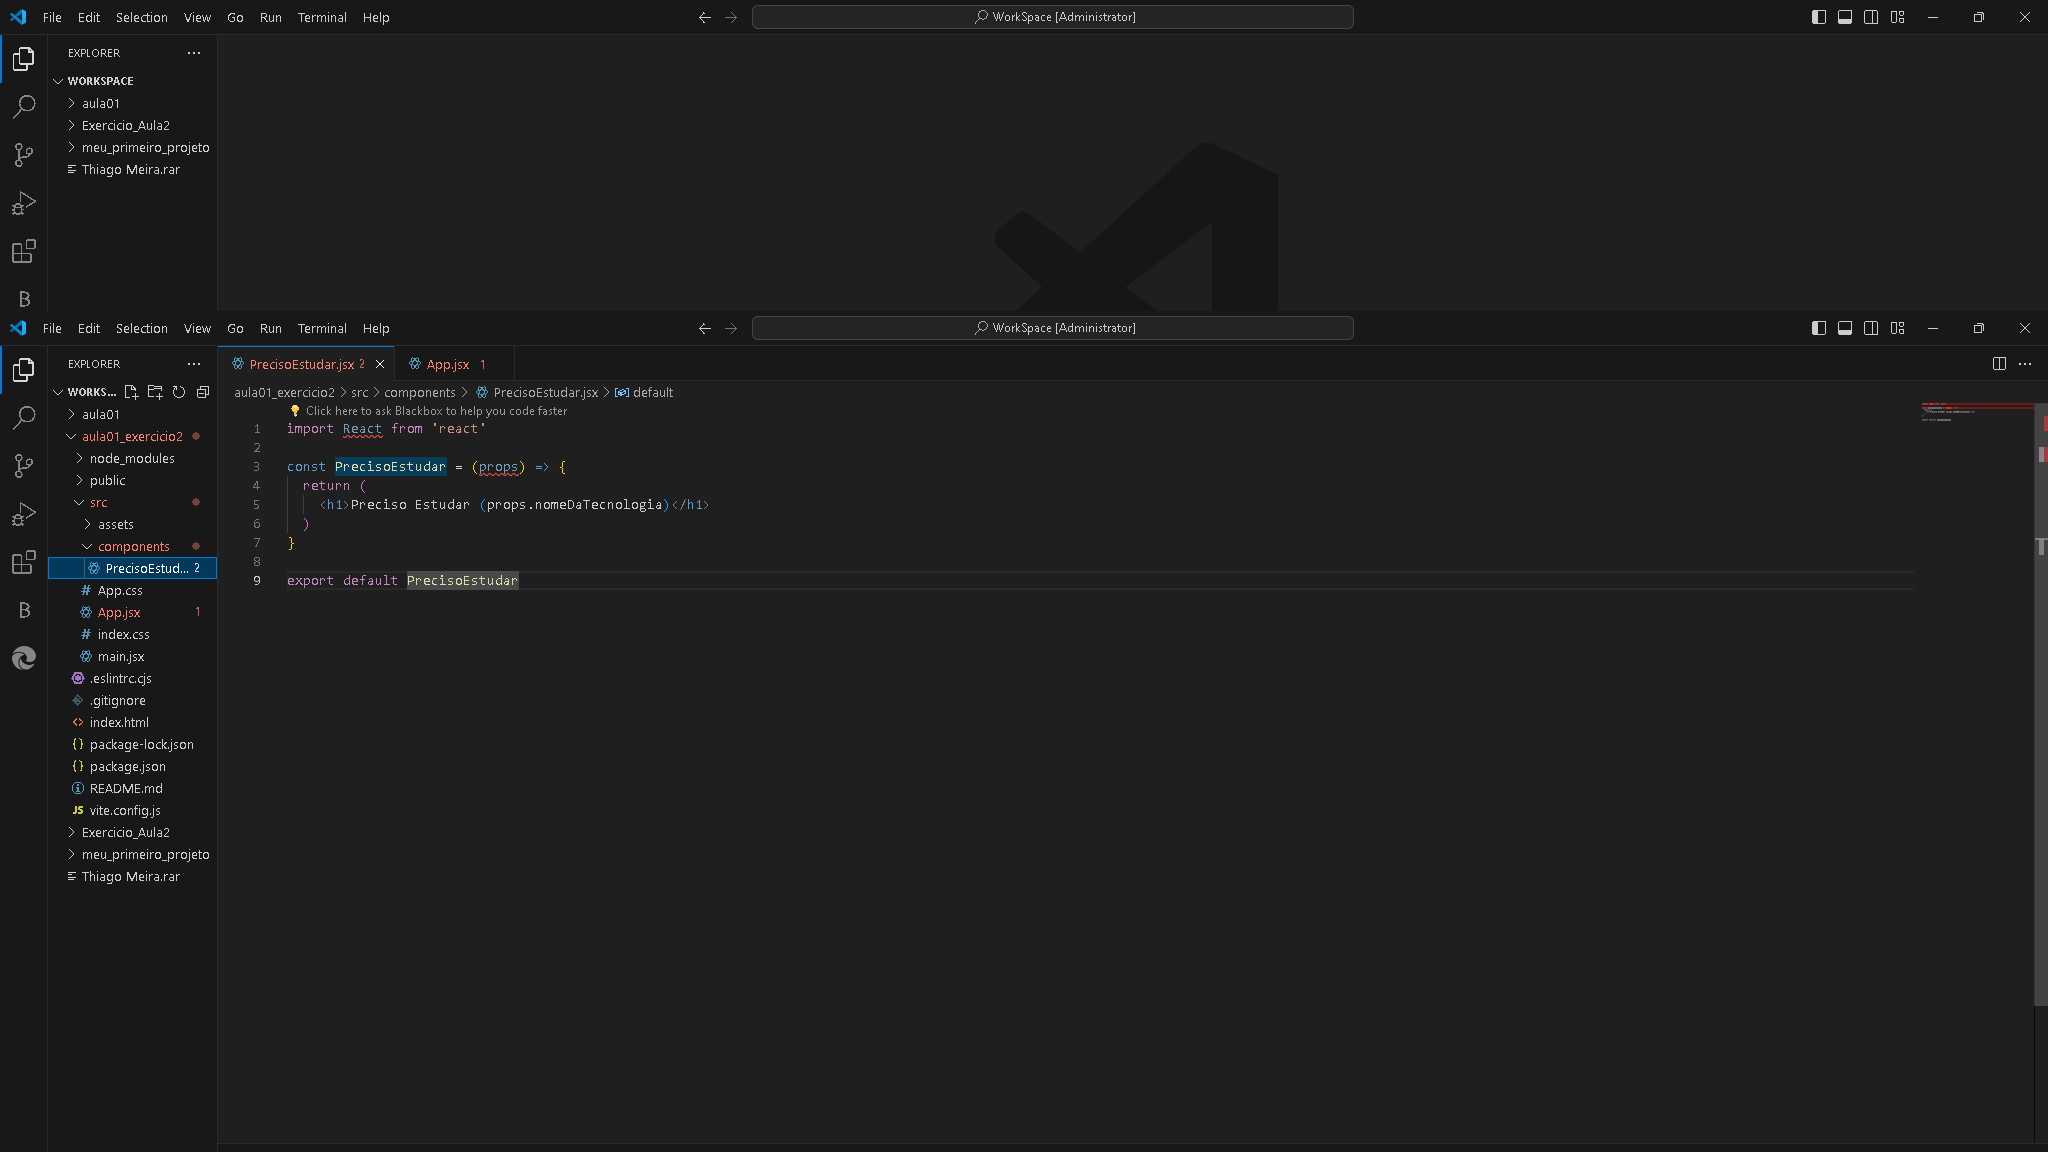 File Edit Selection View Go Run Terminal Help
WorkSpace [Administrator]
EXPLORER
WORKSPACE
aula01
Exercicio_Aula2
meu_primeiro_projeto
Thiago Meira.rar
B
File Edit Selection View Go Run Terminal Help
WorkSpace [Administrator]
EXPLORER
WORKS...
aula01
aula01_exercicio2
node_modules
public
src
assets
components
PrecisoEstud... 2
# App.css
App.jsx 1
# index.css
main.jsx
.eslintrc.cjs
.gitignore
<> index.html
{} package-lock.json
{} package.json
README.md
JS vite.config.js
Exercicio_Aula2
meu_primeiro_projeto
Thiago Meira.rar
B
PrecisoEstudar.jsx 2
App.jsx 1
aula01_exercicio2 > src > components > PrecisoEstudar.jsx > default
Click here to ask Blackbox to help you code faster
1 import React from 'react'
2
3 const PrecisoEstudar = (props) => {
4 return (
5 <h1>Preciso Estudar (props.nomeDaTecnologia)</h1>
6 )
7 }
8
9 export default PrecisoEstudar